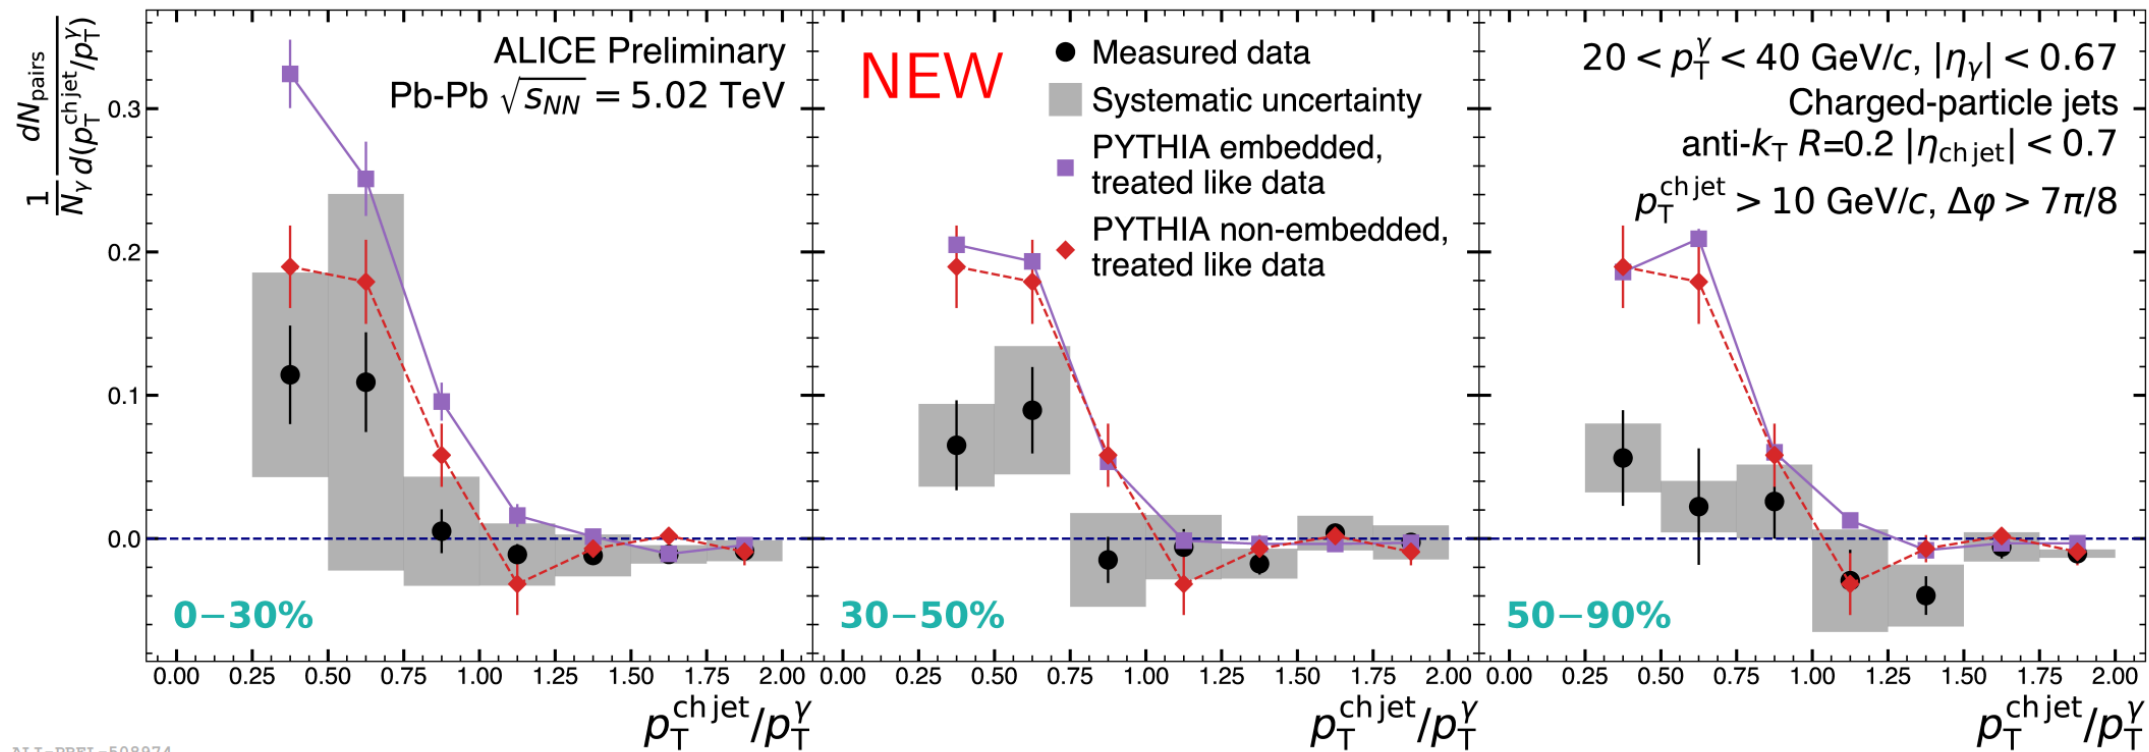 1/N_γ dN_pairs/d(p_T^{ch jet}/p_T^γ)
0.3
0.2
0.1
0.0
ALICE Preliminary
Pb-Pb √s_NN = 5.02 TeV
0−30%
0.00 0.25 0.50 0.75 1.00 1.25 1.50 1.75 2.00
p_T^{ch jet}/p_T^γ
NEW
Measured data
Systematic uncertainty
PYTHIA embedded,
treated like data
PYTHIA non-embedded,
treated like data
30−50%
0.00 0.25 0.50 0.75 1.00 1.25 1.50 1.75 2.00
p_T^{ch jet}/p_T^γ
20 < p_T^γ < 40 GeV/c, |η_γ| < 0.67
Charged-particle jets
anti-k_T R=0.2 |η_{ch jet}| < 0.7
p_T^{ch jet} > 10 GeV/c, Δφ > 7π/8
50−90%
0.00 0.25 0.50 0.75 1.00 1.25 1.50 1.75 2.00
p_T^{ch jet}/p_T^γ